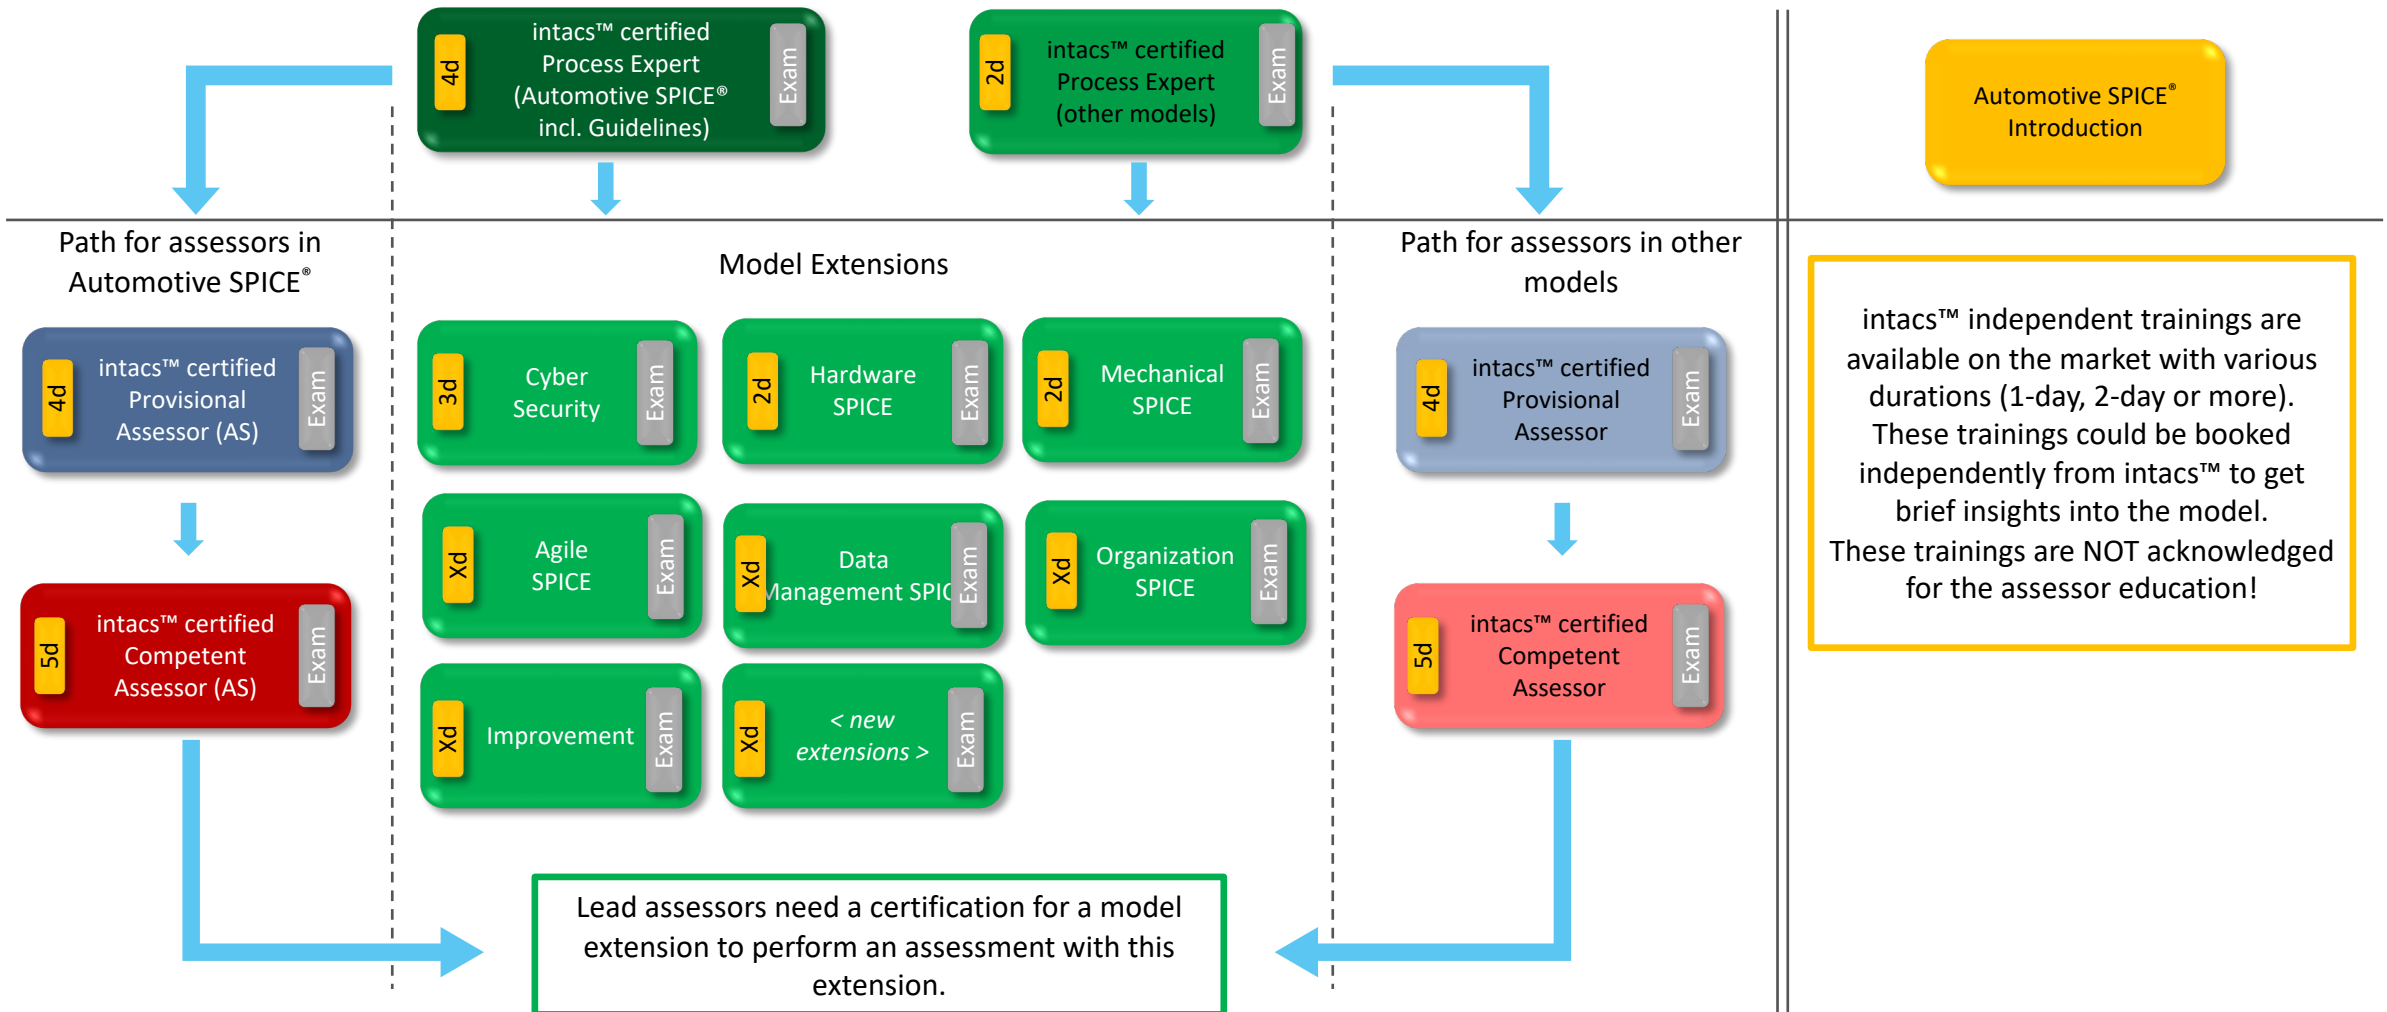 4d
intacs™ certified
Process Expert
(Automotive SPICE®
incl. Guidelines)
Exam
2d
intacs™ certified
Process Expert
(other models)
Exam
Automotive SPICE®
Introduction
Path for assessors in
Automotive SPICE®
Model Extensions
Path for assessors in other
models
4d
intacs™ certified
Provisional
Assessor (AS)
Exam
3d
Cyber
Security
Exam
2d
Hardware
SPICE
Exam
2d
Mechanical
SPICE
Exam
4d
intacs™ certified
Provisional
Assessor
Exam
intacs™ independent trainings are
available on the market with various
durations (1-day, 2-day or more).
These trainings could be booked
independently from intacs™ to get
brief insights into the model.
These trainings are NOT acknowledged
for the assessor education!
Xd
Agile
SPICE
Exam
Xd
Data
Management SPIC
Exam
Xd
Organization
SPICE
Exam
5d
intacs™ certified
Competent
Assessor (AS)
Exam
5d
intacs™ certified
Competent
Assessor
Exam
Xd
Improvement
Exam
Xd
< new
extensions >
Exam
Lead assessors need a certification for a model
extension to perform an assessment with this
extension.